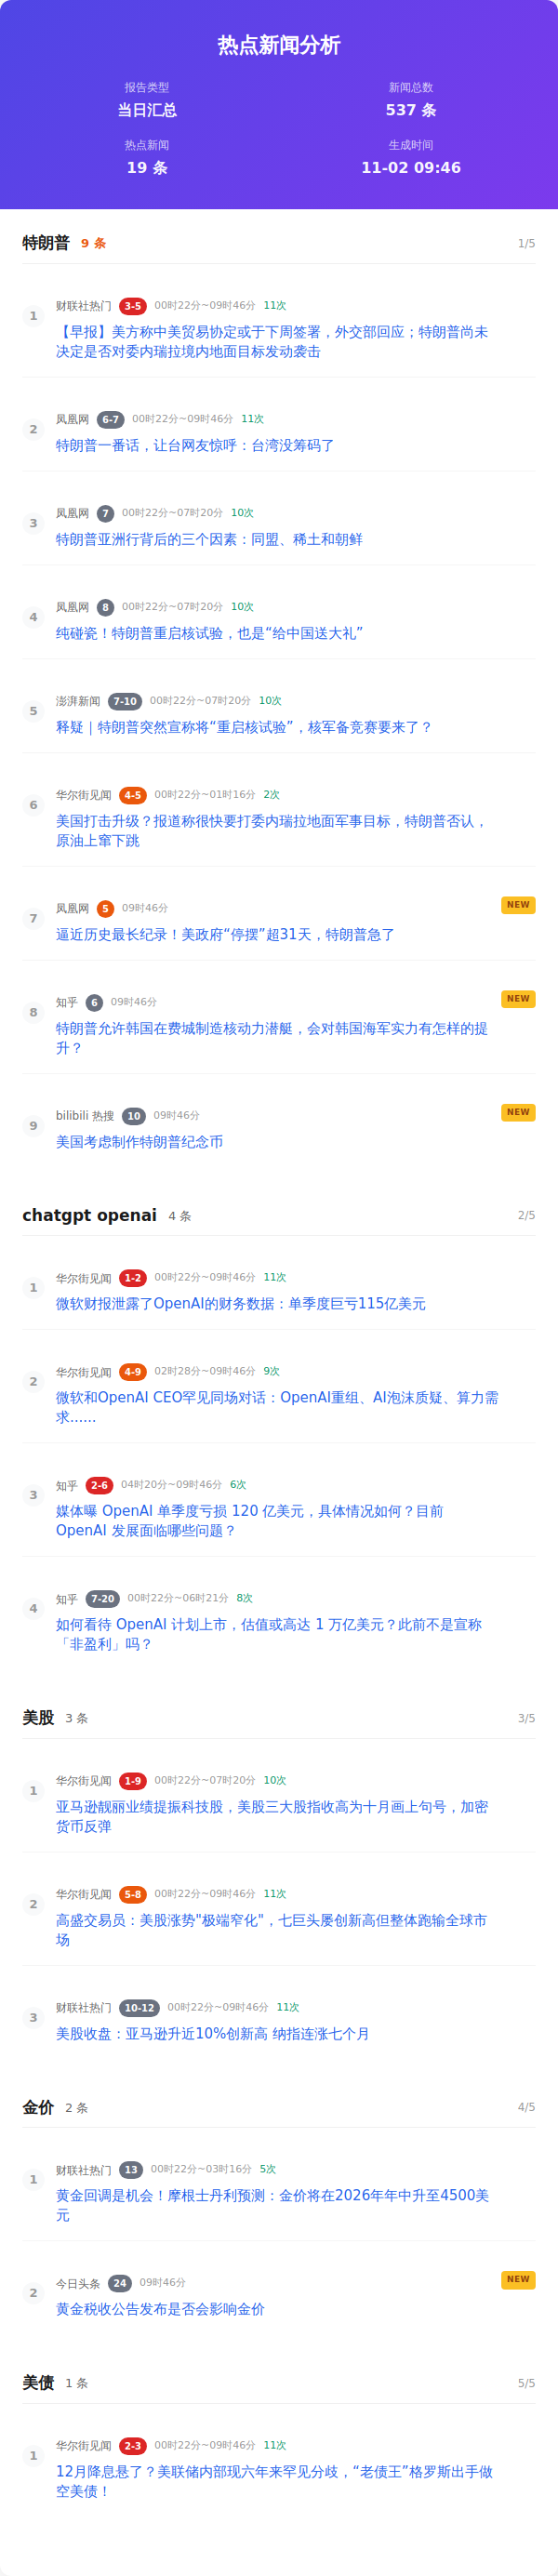 热点新闻分析
报告类型
新闻总数
当日汇总
537 条
热点新闻
生成时间
19 条
11-02 09:46
特朗普 9 条 1/5
1
财联社热门 3-5 00时22分~09时46分 11次
【早报】美方称中美贸易协定或于下周签署，外交部回应；特朗普尚未
决定是否对委内瑞拉境内地面目标发动袭击
2
凤凰网 6-7 00时22分~09时46分 11次
特朗普一番话，让台网友惊呼：台湾没筹码了
3
凤凰网 7 00时22分~07时20分 10次
特朗普亚洲行背后的三个因素：同盟、稀土和朝鲜
4
凤凰网 8 00时22分~07时20分 10次
纯碰瓷！特朗普重启核试验，也是“给中国送大礼”
5
澎湃新闻 7-10 00时22分~07时20分 10次
释疑｜特朗普突然宣称将“重启核试验”，核军备竞赛要来了？
6
华尔街见闻 4-5 00时22分~01时16分 2次
美国打击升级？报道称很快要打委内瑞拉地面军事目标，特朗普否认，
原油上窜下跳
7
凤凰网 5 09时46分 NEW
逼近历史最长纪录！美政府“停摆”超31天，特朗普急了
8
知乎 6 09时46分 NEW
特朗普允许韩国在费城制造核动力潜艇，会对韩国海军实力有怎样的提
升？
9
bilibili 热搜 10 09时46分 NEW
美国考虑制作特朗普纪念币
chatgpt openai 4 条 2/5
1
华尔街见闻 1-2 00时22分~09时46分 11次
微软财报泄露了OpenAI的财务数据：单季度巨亏115亿美元
2
华尔街见闻 4-9 02时28分~09时46分 9次
微软和OpenAI CEO罕见同场对话：OpenAI重组、AI泡沫质疑、算力需
求……
3
知乎 2-6 04时20分~09时46分 6次
媒体曝 OpenAI 单季度亏损 120 亿美元，具体情况如何？目前
OpenAI 发展面临哪些问题？
4
知乎 7-20 00时22分~06时21分 8次
如何看待 OpenAI 计划上市，估值或高达 1 万亿美元？此前不是宣称
「非盈利」吗？
美股 3 条 3/5
1
华尔街见闻 1-9 00时22分~07时20分 10次
亚马逊靓丽业绩提振科技股，美股三大股指收高为十月画上句号，加密
货币反弹
2
华尔街见闻 5-8 00时22分~09时46分 11次
高盛交易员：美股涨势"极端窄化"，七巨头屡创新高但整体跑输全球市
场
3
财联社热门 10-12 00时22分~09时46分 11次
美股收盘：亚马逊升近10%创新高 纳指连涨七个月
金价 2 条 4/5
1
财联社热门 13 00时22分~03时16分 5次
黄金回调是机会！摩根士丹利预测：金价将在2026年年中升至4500美
元
2
今日头条 24 09时46分 NEW
黄金税收公告发布是否会影响金价
美债 1 条 5/5
1
华尔街见闻 2-3 00时22分~09时46分 11次
12月降息悬了？美联储内部现六年来罕见分歧，“老债王”格罗斯出手做
空美债！